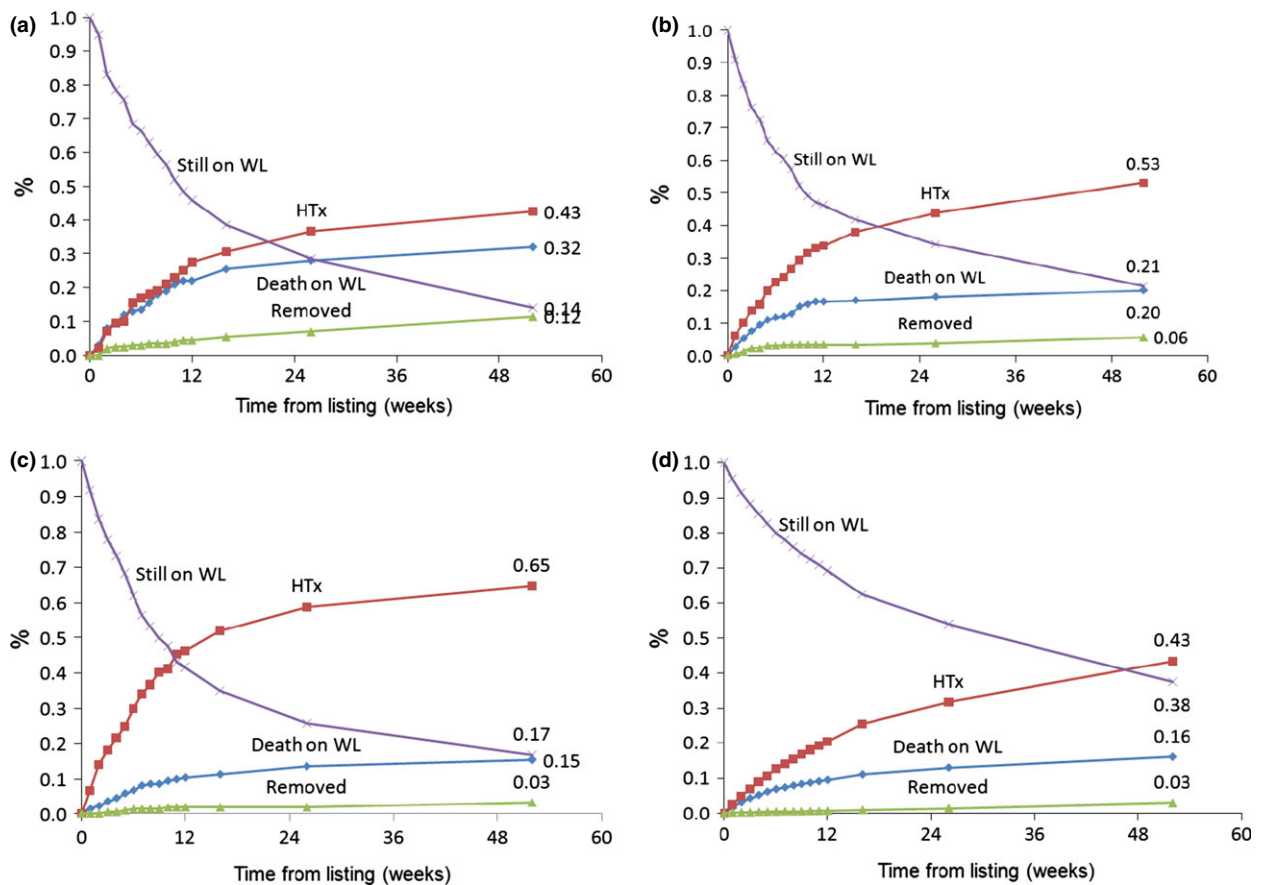 (a)
1.0
0.9
0.8
0.7
0.6
0.5
0.4
0.3
0.2
0.1
0.0
%
Still on WL
HTx
Death on WL
Removed
0.43
0.32
0.14
0.12
0 12 24 36 48 60
Time from listing (weeks)
(b)
1.0
0.9
0.8
0.7
0.6
0.5
0.4
0.3
0.2
0.1
0.0
%
Still on WL
HTx
Death on WL
Removed
0.53
0.21
0.20
0.06
0 12 24 36 48 60
Time from listing (weeks)
(c)
1.0
0.9
0.8
0.7
0.6
0.5
0.4
0.3
0.2
0.1
0.0
%
Still on WL
HTx
Death on WL
Removed
0.65
0.17
0.15
0.03
0 12 24 36 48 60
Time from listing (weeks)
(d)
1.0
0.9
0.8
0.7
0.6
0.5
0.4
0.3
0.2
0.1
0.0
%
Still on WL
HTx
Death on WL
Removed
0.43
0.38
0.16
0.03
0 12 24 36 48 60
Time from listing (weeks)